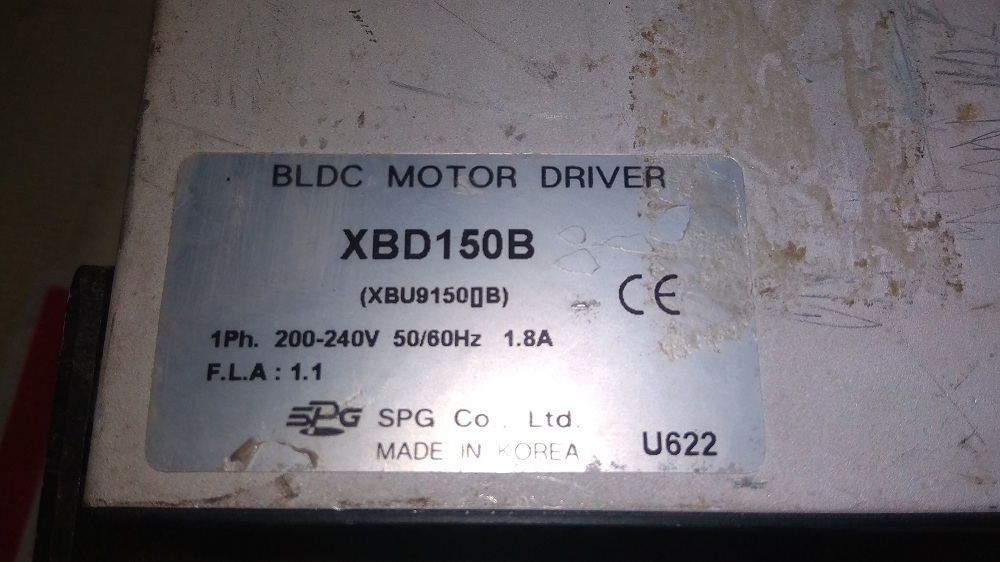 BLDC MOTOR DRIVER
XBD150B
(XBU9150▯B)
CE
1Ph. 200-240V 50/60Hz 1.8A
F.L.A : 1.1
SPG SPG Co., Ltd.
MADE IN KOREA
U622